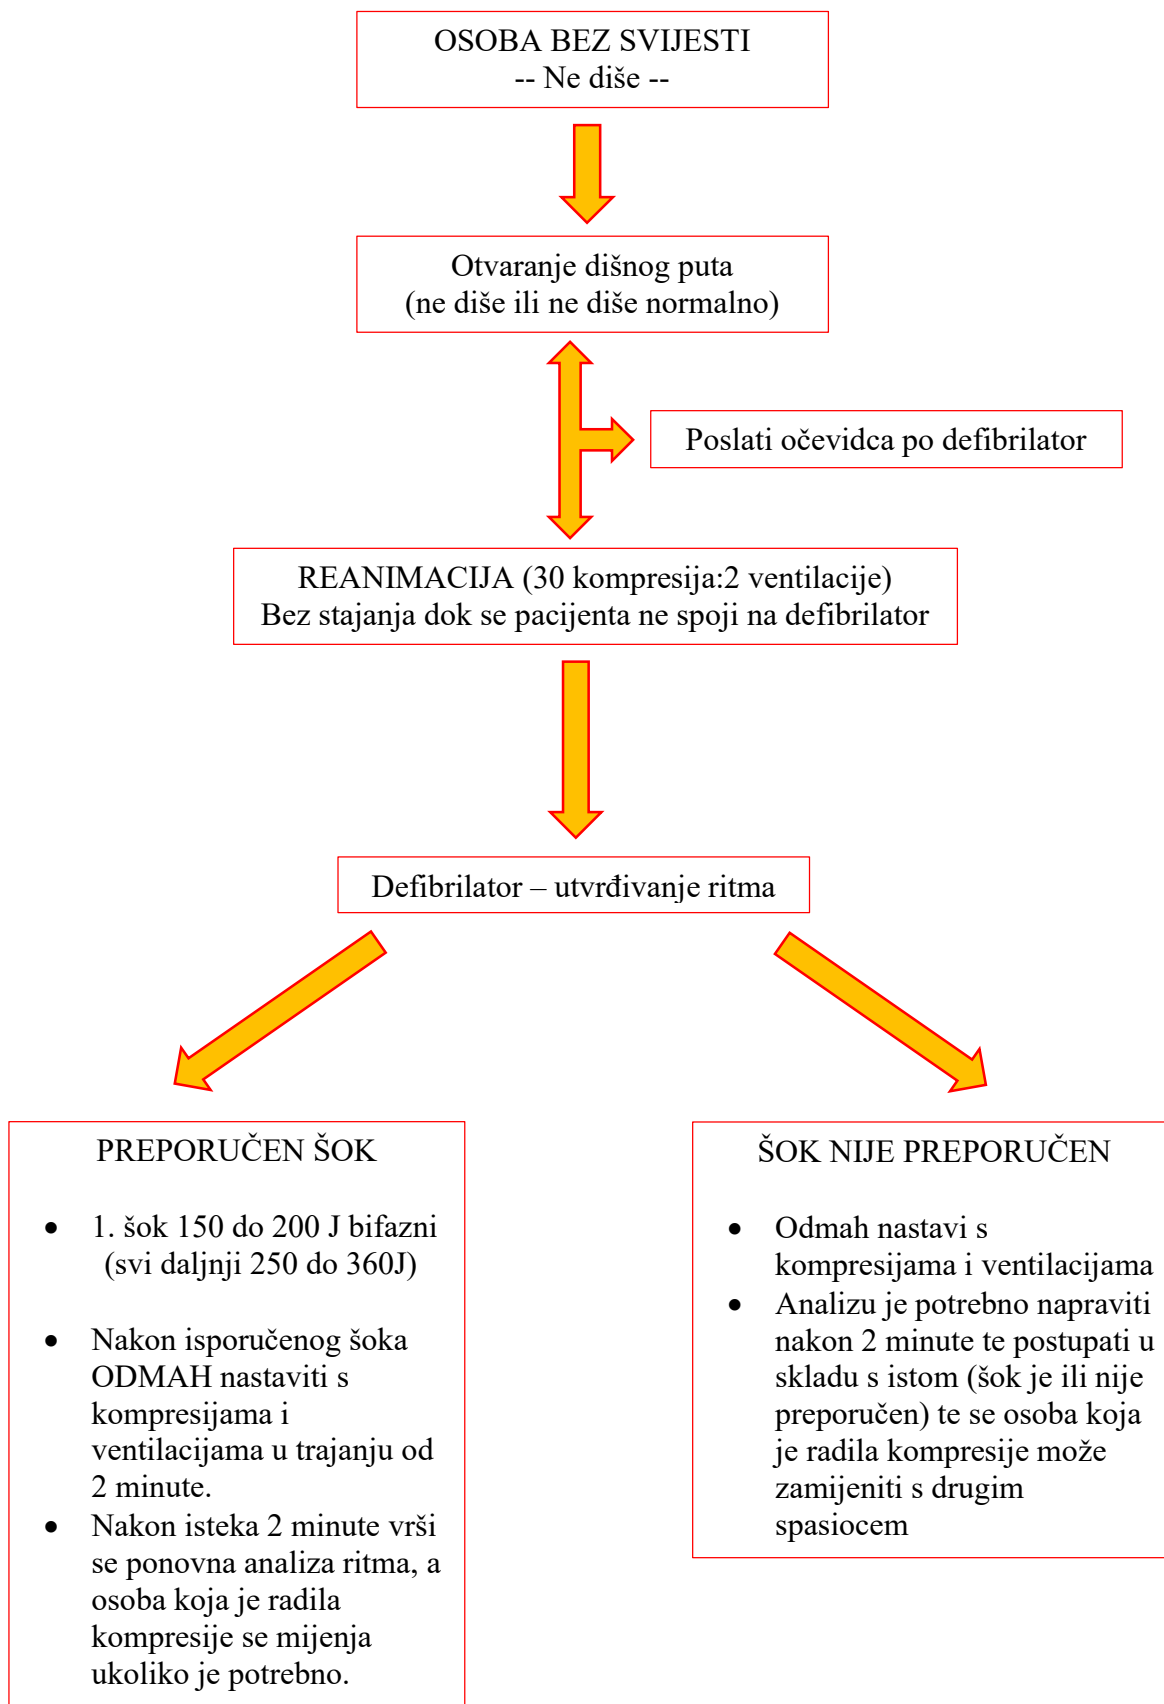 OSOBA BEZ SVIJESTI
-- Ne diše --
Otvaranje dišnog puta
(ne diše ili ne diše normalno)
Poslati očevidca po defibrilator
REANIMACIJA (30 kompresija:2 ventilacije)
Bez stajanja dok se pacijenta ne spoji na defibrilator
Defibrilator – utvrđivanje ritma
PREPORUČEN ŠOK
• 1. šok 150 do 200 J bifazni
(svi daljnji 250 do 360J)
• Nakon isporučenog šoka
ODMAH nastaviti s
kompresijama i
ventilacijama u trajanju od
2 minute.
• Nakon isteka 2 minute vrši
se ponovna analiza ritma, a
osoba koja je radila
kompresije se mijenja
ukoliko je potrebno.
ŠOK NIJE PREPORUČEN
• Odmah nastavi s
kompresijama i ventilacijama
• Analizu je potrebno napraviti
nakon 2 minute te postupati u
skladu s istom (šok je ili nije
preporučen) te se osoba koja
je radila kompresije može
zamijeniti s drugim
spasiocem